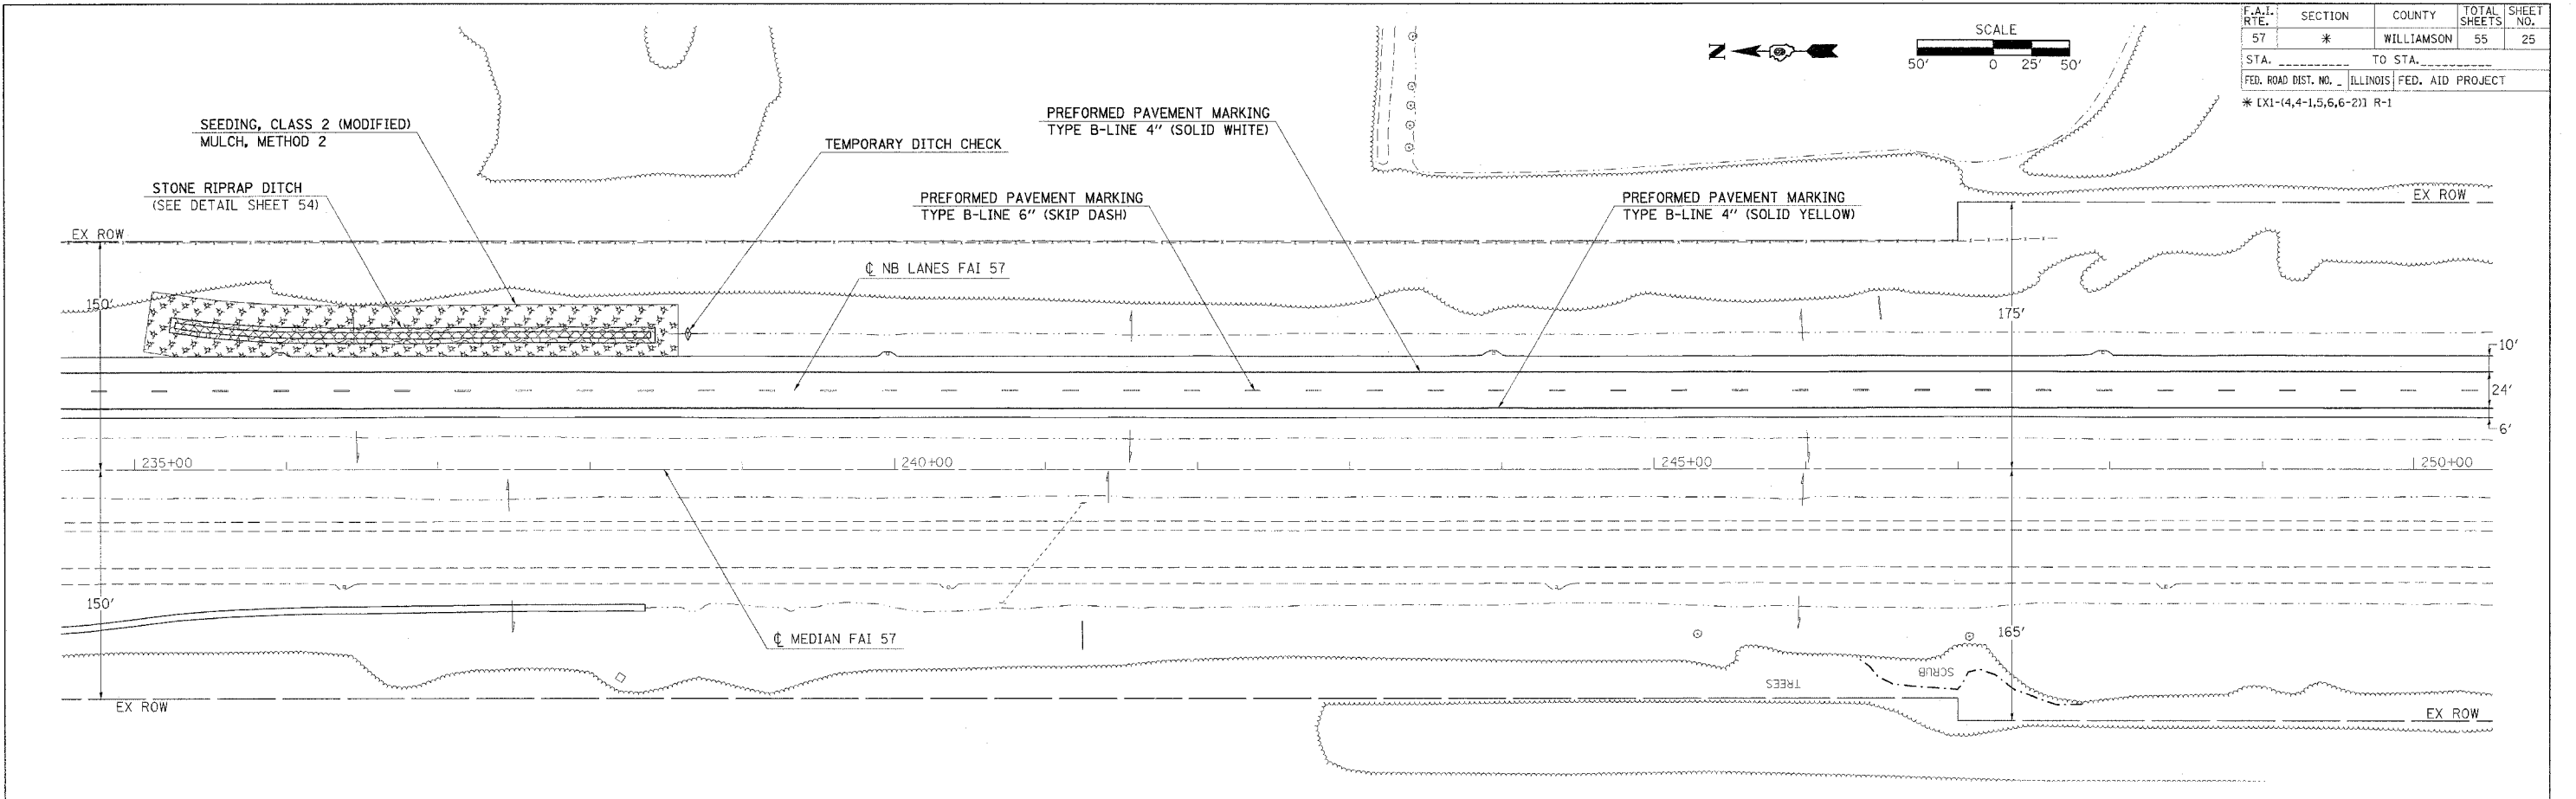 F.A.I. RTE. SECTION COUNTY TOTAL SHEETS SHEET NO.
57 * WILLIAMSON 55 25
STA. __________ TO STA. __________
FED. ROAD DIST. NO. _ ILLINOIS FED. AID PROJECT
* [X1-(4,4-1,5,6,6-2)] R-1
SCALE
50' 0 25' 50'
N
SEEDING, CLASS 2 (MODIFIED)
MULCH, METHOD 2
STONE RIPRAP DITCH
(SEE DETAIL SHEET 54)
TEMPORARY DITCH CHECK
PREFORMED PAVEMENT MARKING
TYPE B-LINE 4" (SOLID WHITE)
PREFORMED PAVEMENT MARKING
TYPE B-LINE 6" (SKIP DASH)
PREFORMED PAVEMENT MARKING
TYPE B-LINE 4" (SOLID YELLOW)
EX ROW
EX ROW
℄ NB LANES FAI 57
150'
175'
10'
24'
6'
235+00
240+00
245+00
250+00
150'
165'
℄ MEDIAN FAI 57
TREES
SCRUB
EX ROW
EX ROW